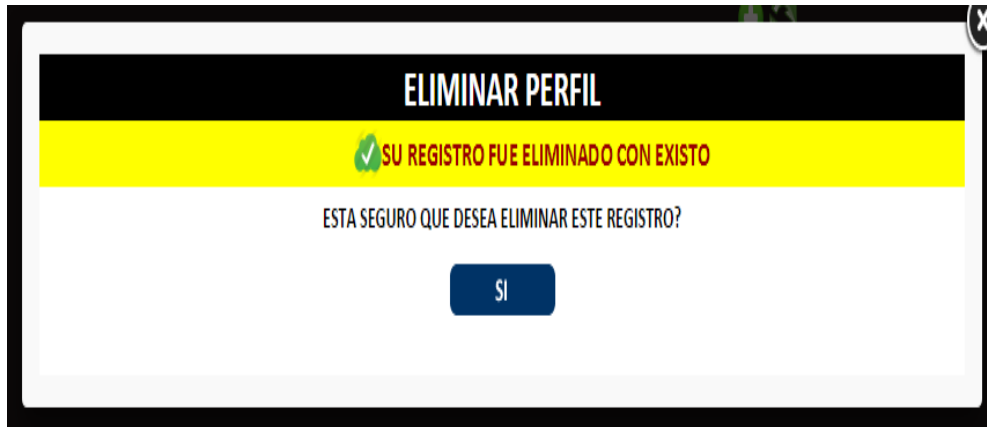 ELIMINAR PERFIL
SU REGISTRO FUE ELIMINADO CON EXISTO
ESTA SEGURO QUE DESEA ELIMINAR ESTE REGISTRO?
SI